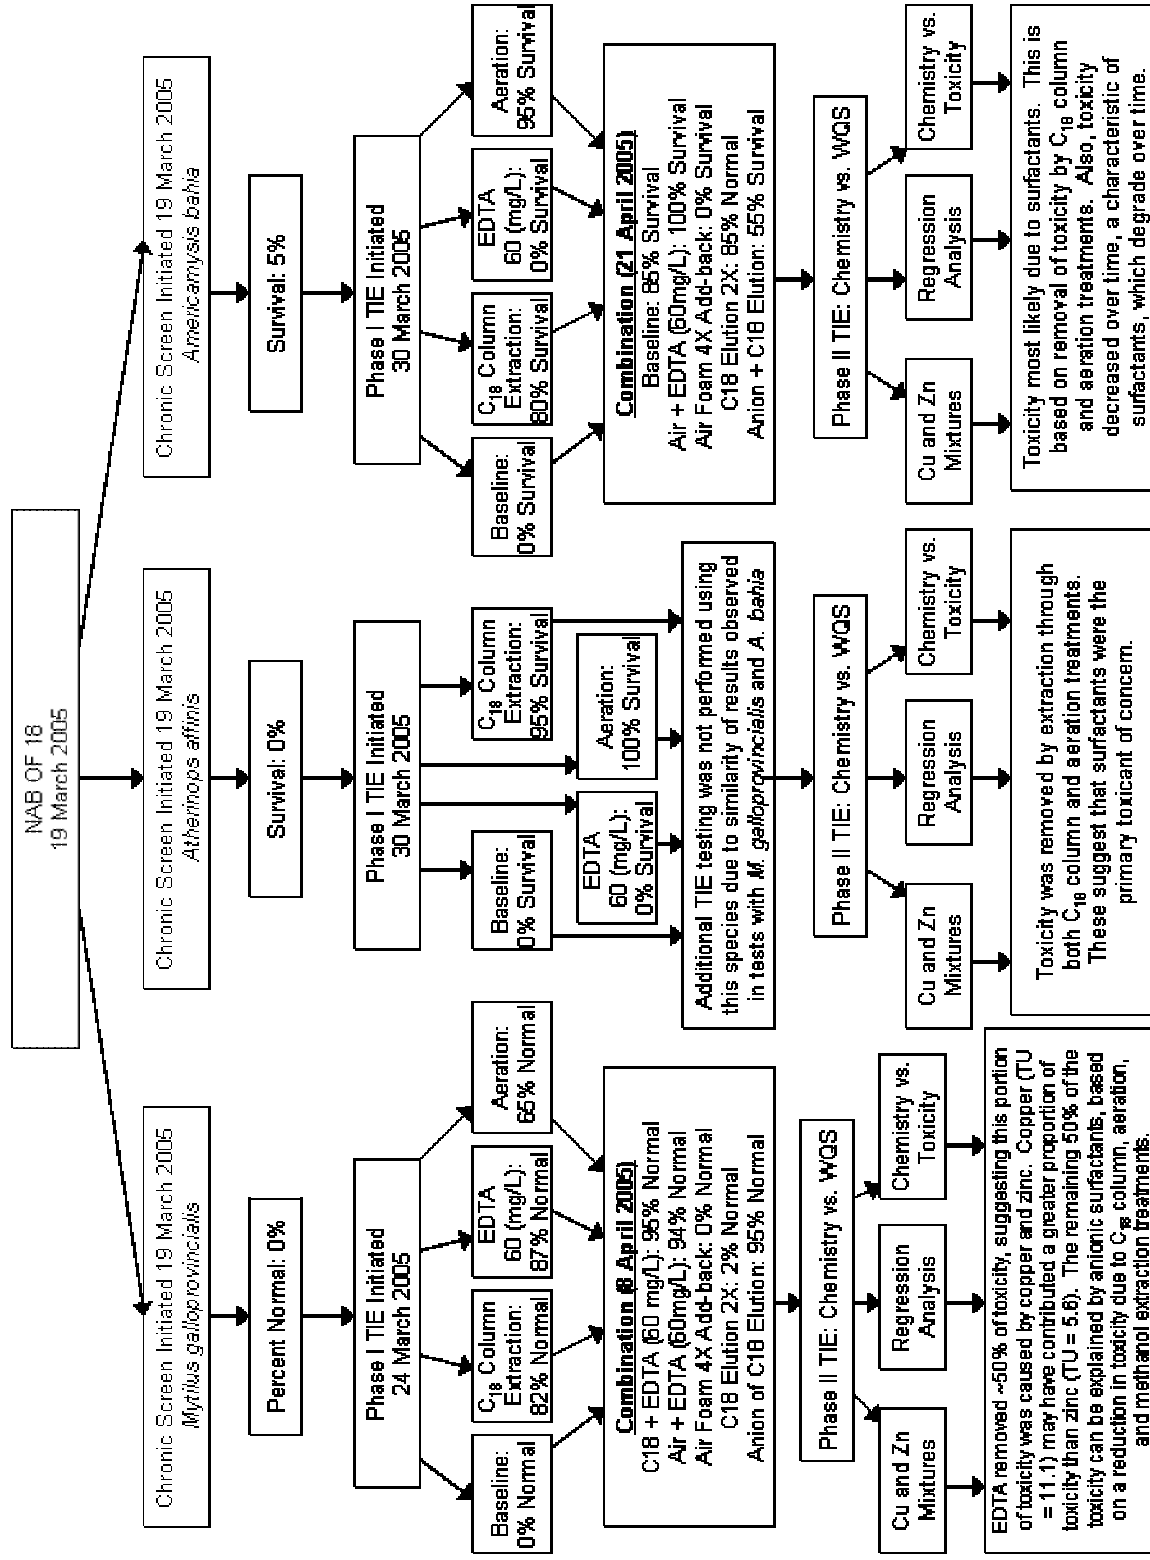 NAB OF 18
19 March 2005
Chronic Screen Initiated 19 March 2005
Mytilus galloprovincialis
Percent Normal: 0%
Phase I TIE Initiated
24 March 2005
Baseline:
0% Normal
C18 Column
Extraction:
82% Normal
EDTA
60 (mg/L):
87% Normal
Aeration:
65% Normal
Combination (8 April 2005)
C18 + EDTA (60 mg/L): 95% Normal
Air + EDTA (60mg/L): 94% Normal
Air Foam 4X Add-back: 0% Normal
C18 Elution 2X: 2% Normal
Anion of C18 Elution: 95% Normal
Phase II TIE: Chemistry vs. WQS
Cu and Zn
Mixtures
Regression
Analysis
Chemistry vs.
Toxicity
EDTA removed ~50% of toxicity, suggesting this portion
of toxicity was caused by copper and zinc. Copper (TU
= 11.1) may have contributed a greater proportion of
toxicity than zinc (TU = 5.6). The remaining 50% of the
toxicity can be explained by anionic surfactants, based
on a reduction in toxicity due to C18 column, aeration,
and methanol extraction treatments.
Chronic Screen Initiated 19 March 2005
Atherinops affinis
Survival: 0%
Phase I TIE Initiated
30 March 2005
Baseline:
0% Survival
EDTA
60 (mg/L):
0% Survival
Aeration:
100% Survival
C18 Column
Extraction:
95% Survival
Additional TIE testing was not performed using
this species due to similarity of results observed
in tests with M. galloprovincialis and A. bahia
Phase II TIE: Chemistry vs. WQS
Cu and Zn
Mixtures
Regression
Analysis
Chemistry vs.
Toxicity
Toxicity was removed by extraction through
both C18 column and aeration treatments.
These suggest that surfactants were the
primary toxicant of concern.
Chronic Screen Initiated 19 March 2005
Americamysis bahia
Survival: 5%
Phase I TIE Initiated
30 March 2005
Baseline:
0% Survival
C18 Column
Extraction:
80% Survival
EDTA
60 (mg/L):
0% Survival
Aeration:
95% Survival
Combination (21 April 2005)
Baseline: 85% Survival
Air + EDTA (60mg/L): 100% Survival
Air Foam 4X Add-back: 0% Survival
C18 Elution 2X: 85% Normal
Anion + C18 Elution: 55% Survival
Phase II TIE: Chemistry vs. WQS
Cu and Zn
Mixtures
Regression
Analysis
Chemistry vs.
Toxicity
Toxicity most likely due to surfactants. This is
based on removal of toxicity by C18 column
and aeration treatments. Also, toxicity
decreased over time, a characteristic of
surfactants, which degrade over time.